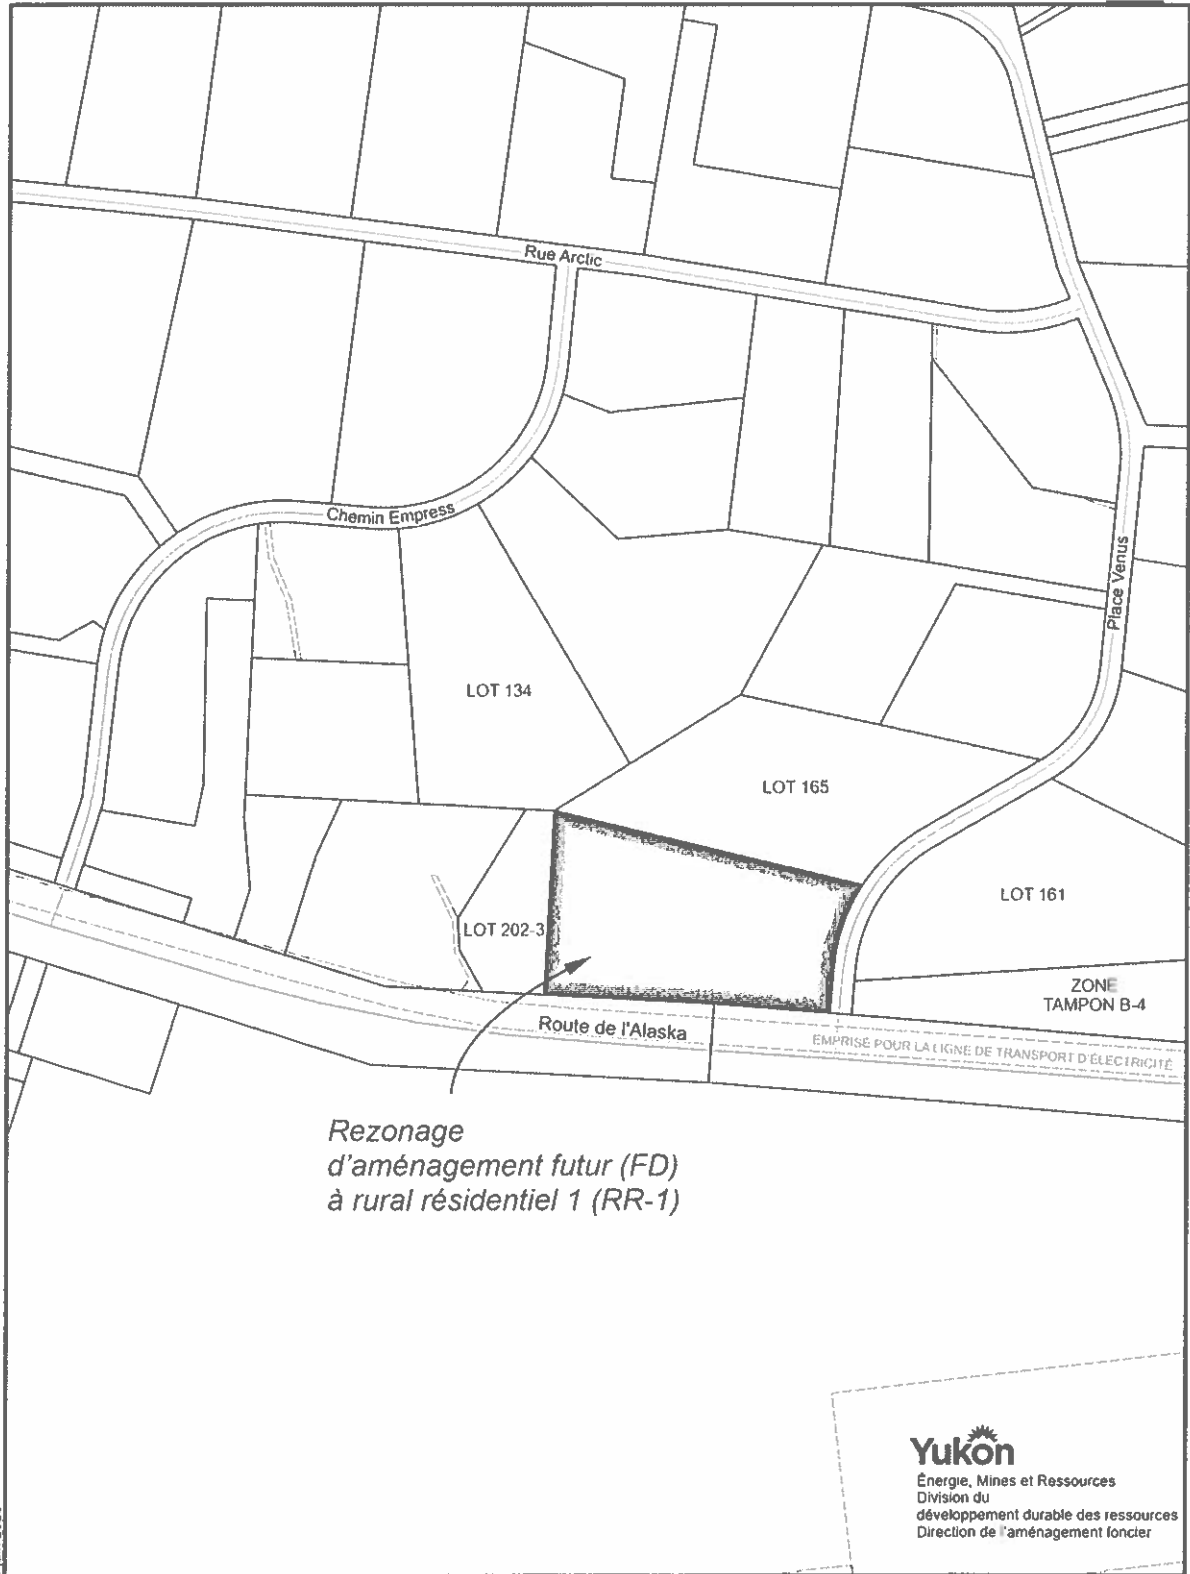 Rue Arctic
Chemin Empress
Place Venus
LOT 134
LOT 165
LOT 161
LOT 202-3
ZONE
TAMPON B-4
Route de l'Alaska
EMPRISE POUR LA LIGNE DE TRANSPORT D'ÉLECTRICITÉ
Rezonage
d'aménagement futur (FD)
à rural résidentiel 1 (RR-1)
Yukon
Énergie, Mines et Ressources
Division du
développement durable des ressources
Direction de l'aménagement foncier